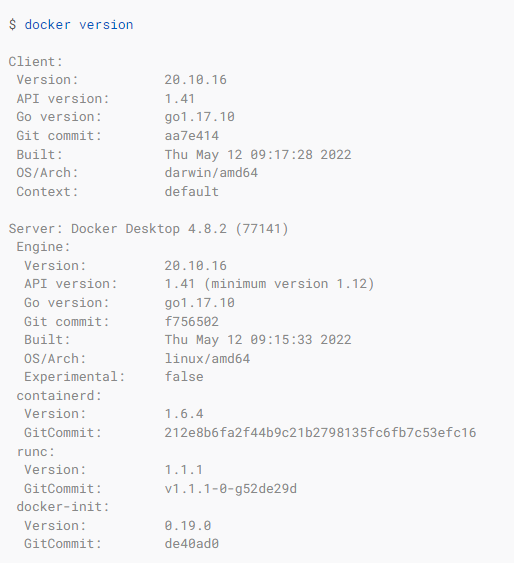 $ docker version

Client:
 Version:           20.10.16
 API version:       1.41
 Go version:        go1.17.10
 Git commit:        aa7e414
 Built:             Thu May 12 09:17:28 2022
 OS/Arch:           darwin/amd64
 Context:           default

Server: Docker Desktop 4.8.2 (77141)
 Engine:
  Version:          20.10.16
  API version:      1.41 (minimum version 1.12)
  Go version:       go1.17.10
  Git commit:       f756502
  Built:            Thu May 12 09:15:33 2022
  OS/Arch:          linux/amd64
  Experimental:     false
 containerd:
  Version:          1.6.4
  GitCommit:        212e8b6fa2f44b9c21b2798135fc6fb7c53efc16
 runc:
  Version:          1.1.1
  GitCommit:        v1.1.1-0-g52de29d
 docker-init:
  Version:          0.19.0
  GitCommit:        de40ad0